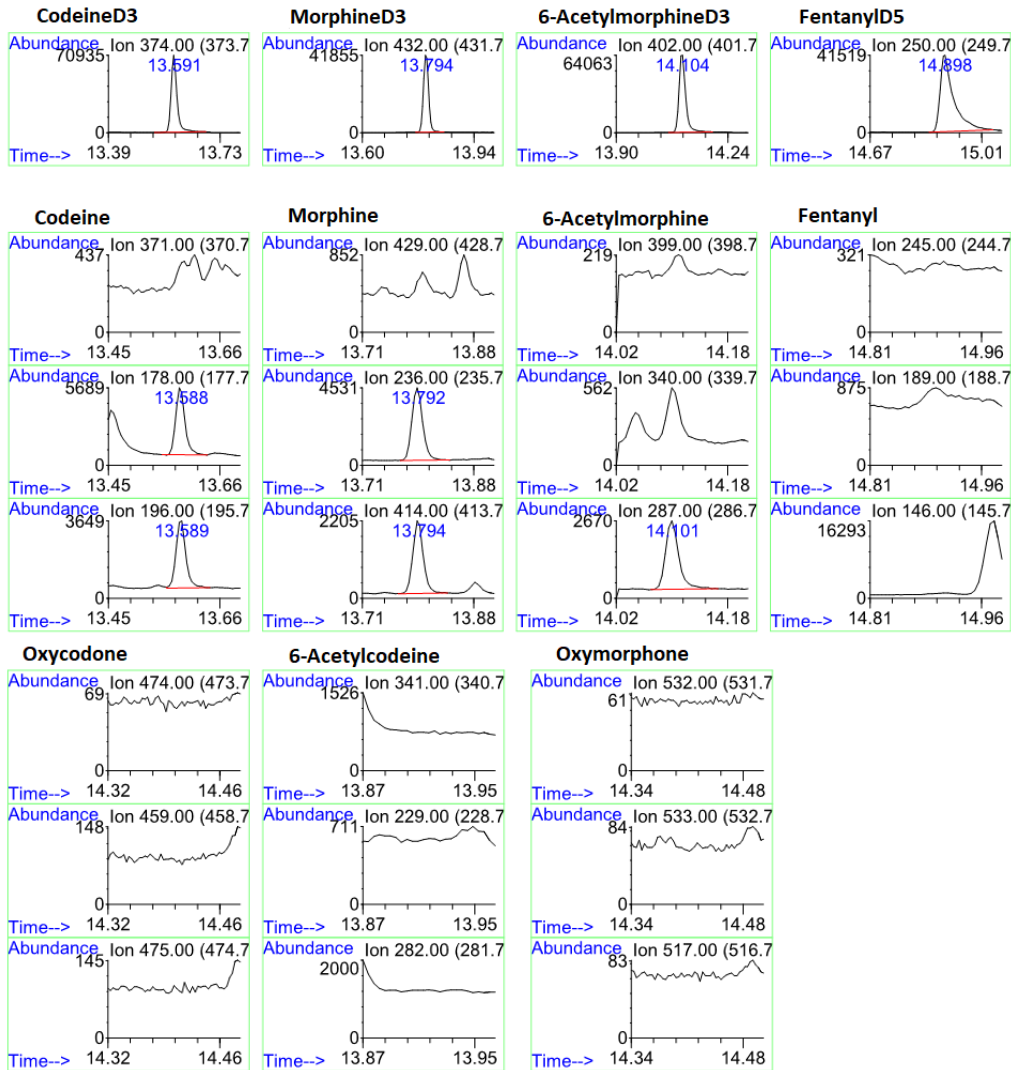 CodeineD3 MorphineD3 6-AcetylmorphineD3 FentanylD5
Abundance Ion 374.00 (373.7 Abundance Ion 432.00 (431.7 Abundance Ion 402.00 (401.7 Abundance Ion 250.00 (249.7
70935 13.591 41855 13.794 64063 14.104 41519 14.898
0 0 0 0
Time--> 13.39 13.73 Time--> 13.60 13.94 Time--> 13.90 14.24 Time--> 14.67 15.01
Codeine Morphine 6-Acetylmorphine Fentanyl
Abundance Ion 371.00 (370.7 Abundance Ion 429.00 (428.7 Abundance Ion 399.00 (398.7 Abundance Ion 245.00 (244.7
437 852 219 321
0 0 0 0
Time--> 13.45 13.66 Time--> 13.71 13.88 Time--> 14.02 14.18 Time--> 14.81 14.96
Abundance Ion 178.00 (177.7 Abundance Ion 236.00 (235.7 Abundance Ion 340.00 (339.7 Abundance Ion 189.00 (188.7
5689 13.588 4531 13.792 562 875
0 0 0 0
Time--> 13.45 13.66 Time--> 13.71 13.88 Time--> 14.02 14.18 Time--> 14.81 14.96
Abundance Ion 196.00 (195.7 Abundance Ion 414.00 (413.7 Abundance Ion 287.00 (286.7 Abundance Ion 146.00 (145.7
3649 13.589 2205 13.794 2670 14.101 16293
0 0 0 0
Time--> 13.45 13.66 Time--> 13.71 13.88 Time--> 14.02 14.18 Time--> 14.81 14.96
Oxycodone 6-Acetylcodeine Oxymorphone
Abundance Ion 474.00 (473.7 Abundance Ion 341.00 (340.7 Abundance Ion 532.00 (531.7
69 1526 61
0 0 0
Time--> 14.32 14.46 Time--> 13.87 13.95 Time--> 14.34 14.48
Abundance Ion 459.00 (458.7 Abundance Ion 229.00 (228.7 Abundance Ion 533.00 (532.7
148 711 84
0 0 0
Time--> 14.32 14.46 Time--> 13.87 13.95 Time--> 14.34 14.48
Abundance Ion 475.00 (474.7 Abundance Ion 282.00 (281.7 Abundance Ion 517.00 (516.7
145 2000 83
0 0 0
Time--> 14.32 14.46 Time--> 13.87 13.95 Time--> 14.34 14.48